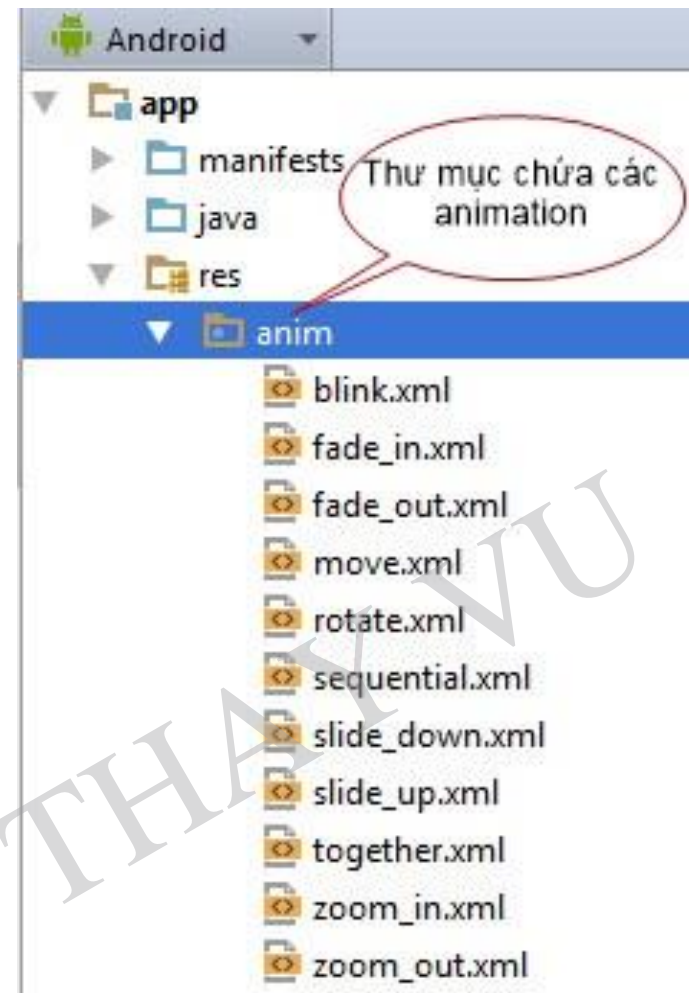 Android
app
manifests
Thư mục chứa các
animation
java
res
anim
blink.xml
fade_in.xml
fade_out.xml
move.xml
rotate.xml
sequential.xml
slide_down.xml
slide_up.xml
together.xml
zoom_in.xml
zoom_out.xml
THAY VU